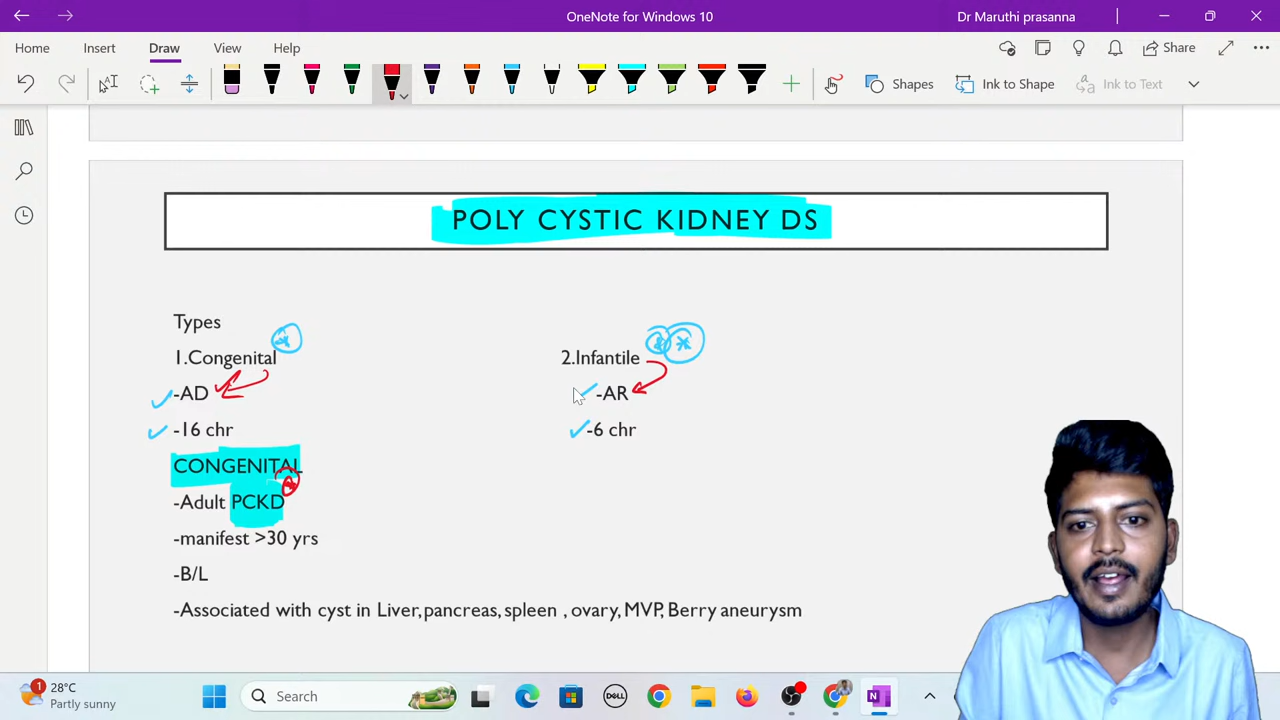 OneNote for Windows 10
Dr Maruthi prasanna
Home Insert Draw View Help
Share
Shapes Ink to Shape Ink to Text
POLY CYSTIC KIDNEY DS
Types
1.Congenital
-AD
-16 chr
CONGENITAL
-Adult PCKD
-manifest >30 yrs
-B/L
-Associated with cyst in Liver,pancreas, spleen , ovary, MVP, Berry aneurysm
2.Infantile
-AR
-6 chr
1
28°C
Partly sunny
Search
DELL
N